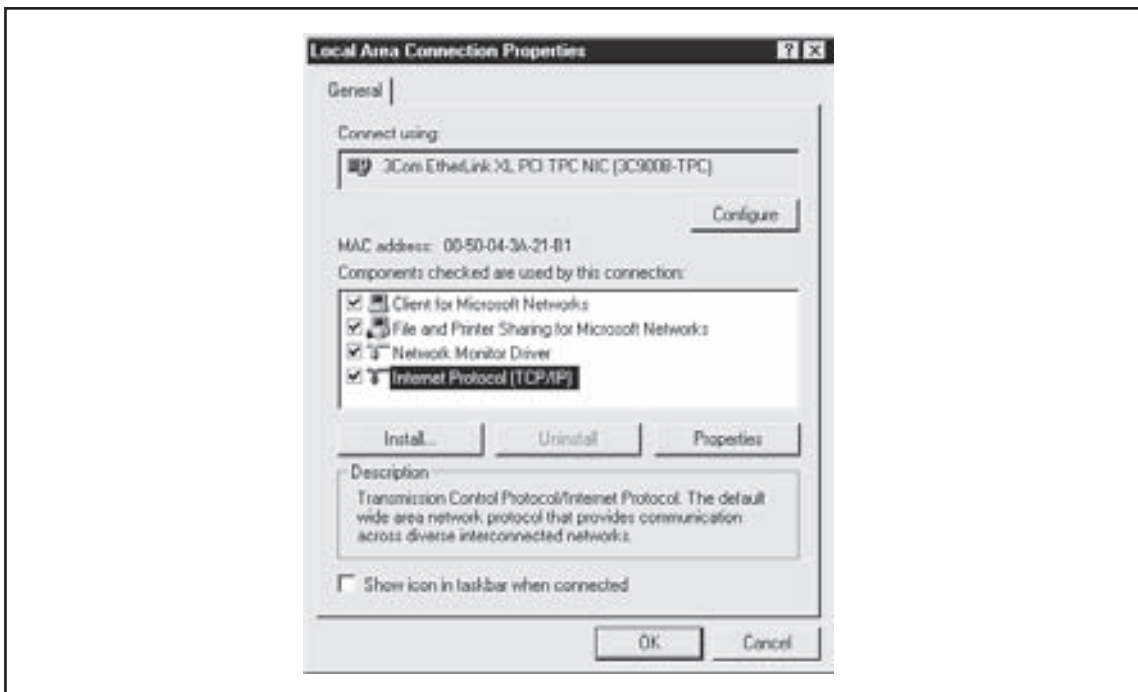 Local Area Connection Properties
General
Connect using:
3Com EtherLink XL PCI TPC NIC (3C900B-TPC)
Configure
MAC address: 00-50-04-3A-21-B1
Components checked are used by this connection:
Client for Microsoft Networks
File and Printer Sharing for Microsoft Networks
Network Monitor Driver
Internet Protocol (TCP/IP)
Install... Uninstall Properties
Description
Transmission Control Protocol/Internet Protocol. The default
wide area network protocol that provides communication
across diverse interconnected networks.
Show icon in taskbar when connected
OK Cancel